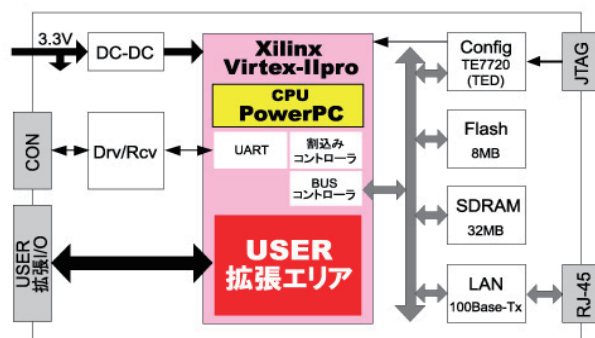 3.3V
DC-DC
Xilinx
Virtex-IIpro
CPU
PowerPC
UART
割込み
コントローラ
BUS
コントローラ
USER
拡張エリア
CON
Drv/Rcv
USER
拡張I/O
Config
TE7720
(TED)
JTAG
Flash
8MB
SDRAM
32MB
LAN
100Base-Tx
RJ-45